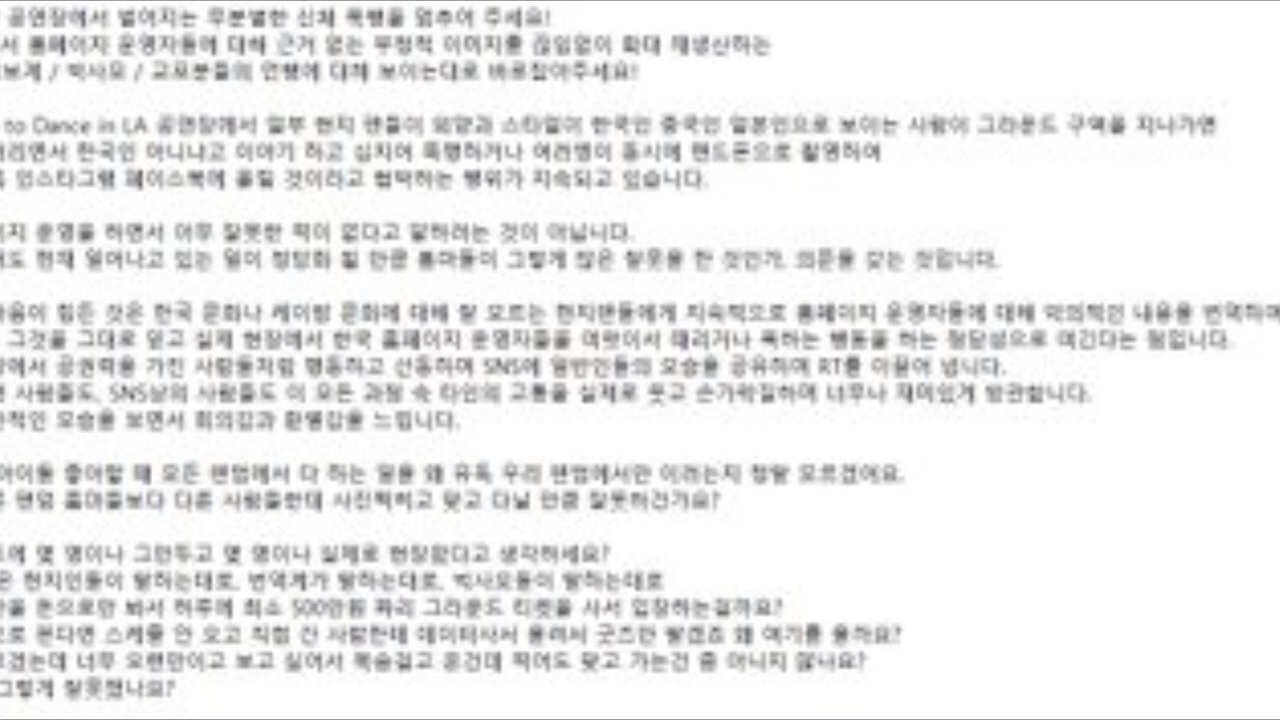 공연장에서 벌어지는 무분별한 신체 폭행을 멈추어 주세요!
서 홈페이지 운영자들에 대해 근거 없는 부정적 이미지를 끊임없이 확대 재생산하는
/ 빅사모 / 교포분들의 언행에 대해 보이는대로 바로잡아주세요!
to Dance in LA 공연장에서 일부 현지 팬들이 외양과 스타일이 한국인 중국인 일본인으로 보이는 사람이 그라운드 구역을 지나가면
한국인 아니냐고 이야기 하고 심지어 폭행하거나 여러명이 동시에 핸드폰으로 촬영하여
인스타그램 페이스북에 올릴 것이라고 협박하는 행위가 지속되고 있습니다.
운영을 하면서 아무 잘못한 적이 없다고 말하려는 것이 아닙니다.
현재 일어나고 있는 일이 정당화 될 만큼 홈마들이 그렇게 많은 잘못을 한 것인가, 의문을 갖는 것입니다.
힘든 것은 한국 문화나 케이팝 문화에 대해 잘 모르는 현지팬들에게 지속적으로 홈페이지 운영자들에 대해 악의적인 내용을 번역하며
그것을 그대로 믿고 실제 현장에서 한국 홈페이지 운영자들을 여럿이서 때리거나 욕하는 행동을 하는 정당성으로 여긴다는 점입니다.
공권력을 가진 사람들처럼 행동하고 선동하며 SNS에 일반인들의 모습을 공유하며 RT를 이끌어 냅니다.
사람들도, SNS상의 사람들도 이 모든 과정 속 타인의 고통을 실제로 웃고 손가락질하며 너무나 재미있게 방관합니다.
모습을 보면서 회의감과 환멸감을 느낍니다.
좋아할 때 모든 팬덤에서 다 하는 일을 왜 유독 우리 팬덤에서만 이러는지 정말 모르겠어요.
팬덤 홈마들보다 다른 사람들한테 사진찍히고 맞고 다닐 만큼 잘못하건가요?
몇 명이나 그만두고 몇 명이나 실제로 현장왔다고 생각하세요?
현지인들이 말하는대로, 번역계가 말하는대로, 빅사모들이 말하는대로
돈으로만 봐서 하루에 최소 500만원 짜리 그라운드 티켓을 사서 입장하는걸까요?
본다면 스케줄 안 오고 직접 간 사람한테 데이터사서 올려서 굿즈만 팔겠죠 왜 여기를 올까요?
너무 오랜만이고 보고 싶어서 목숨걸고 온건데 찍어도 맞고 가는건 좀 아니지 않나요?
그렇게 잘못했나요?